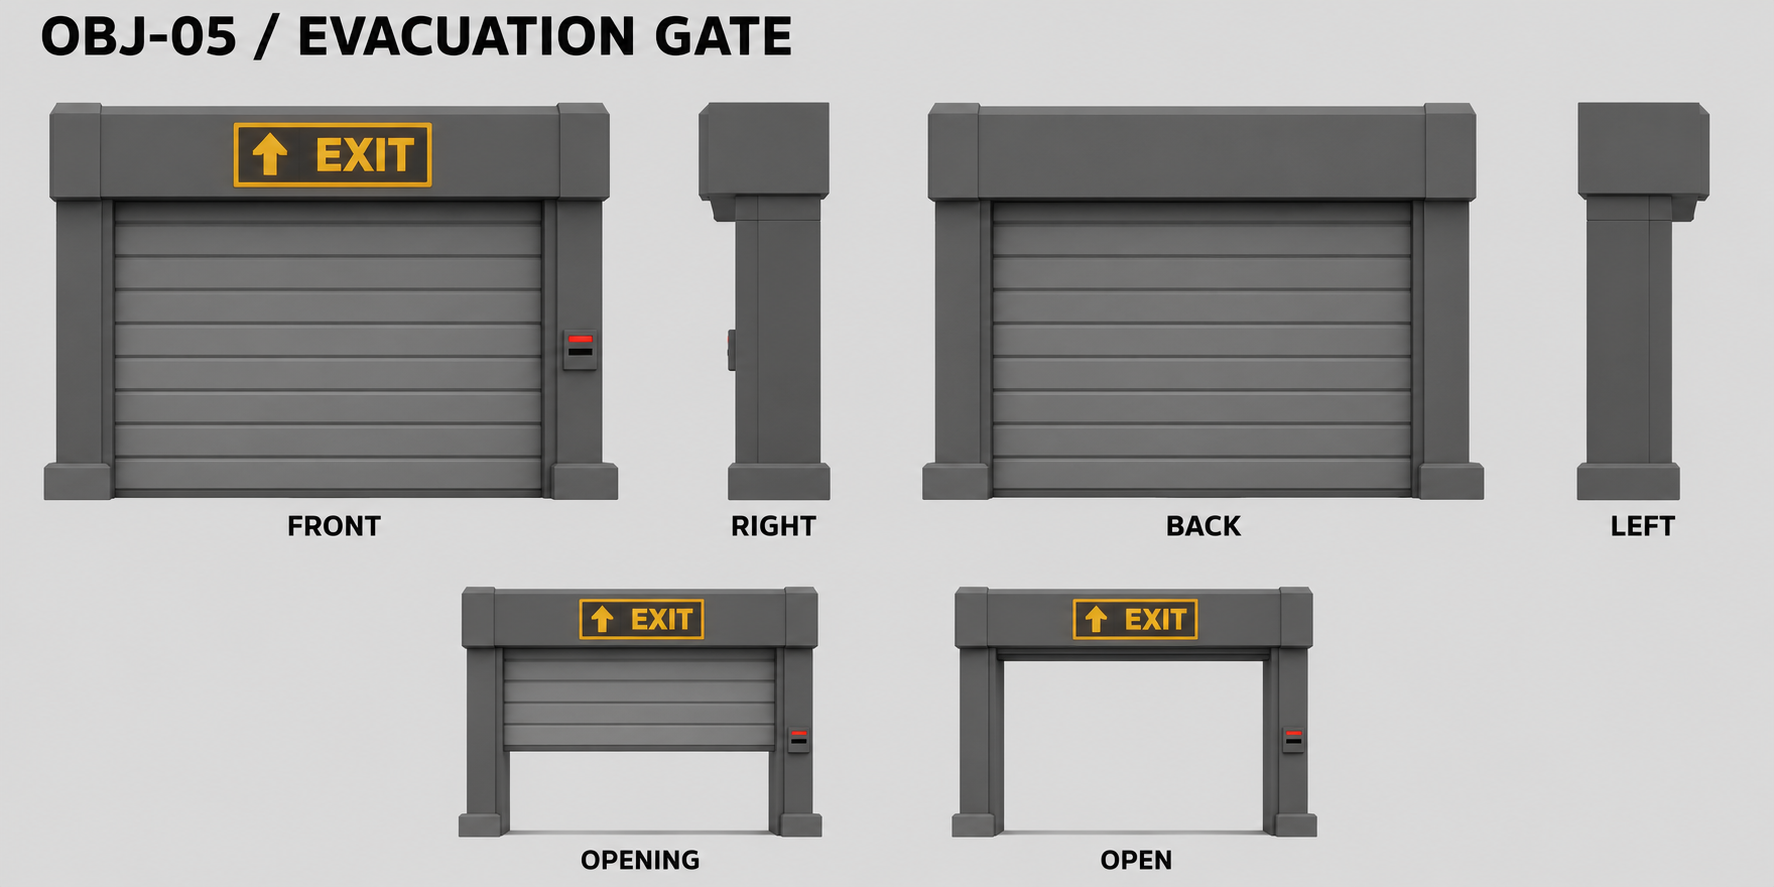 OBJ-05 / EVACUATION GATE
EXIT
FRONT
RIGHT
BACK
LEFT
EXIT
EXIT
OPENING
OPEN